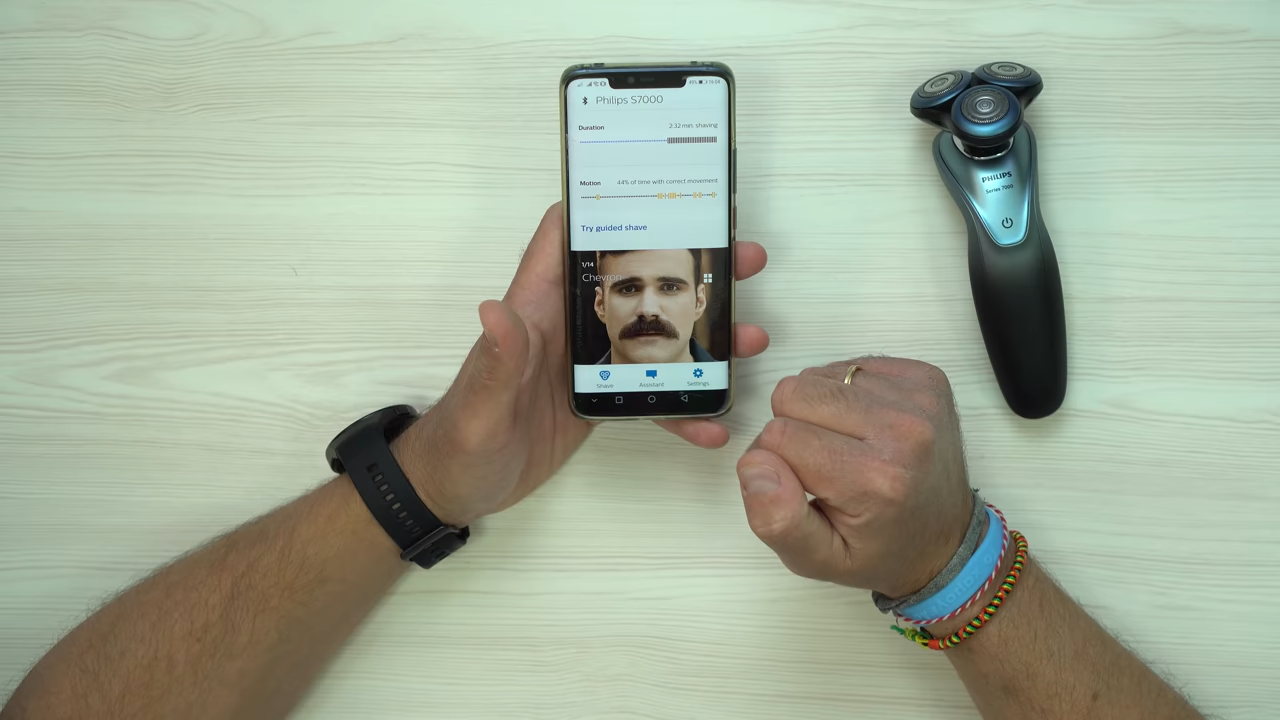 Philips S7000
Duration 2:32 min. shaving
Motion 44% of time with correct movement
Try guided shave
1/14
Chevron
Shave Assistant Settings
PHILIPS
Series 7000